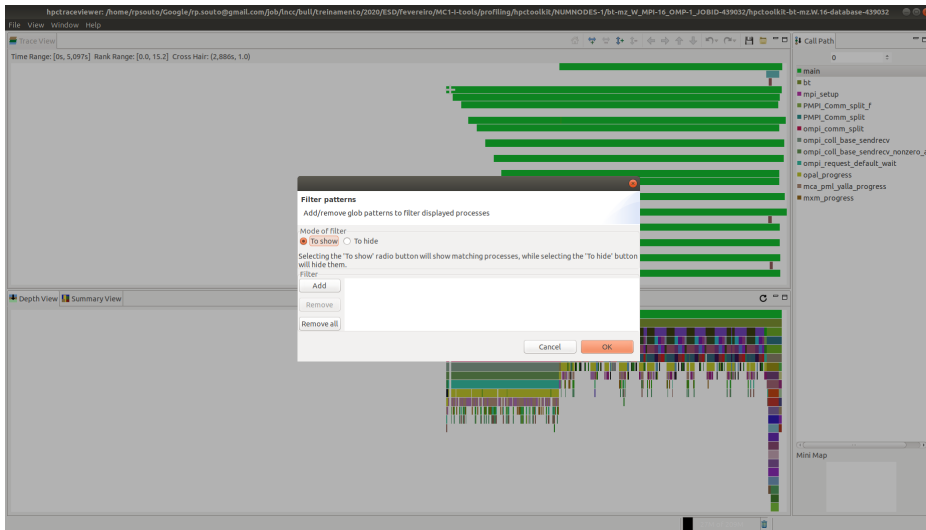 hpctraceviewer: /home/rpsouto/Google/rp.souto@gmail.com/job/lncc/bull/treinamento/2020/ESD/fevereiro/MC1-I-tools/profiling/hpctoolkit/NUMNODES-1/bt-mz_W_MPI-16_OMP-1_JOBID-439032/hpctoolkit-bt-mz.W.16-database-439032
File View Window Help
Trace View
Call Path
Time Range: [0s, 5,097s] Rank Range: [0.0, 15.2] Cross Hair: (2,886s, 1.0)
0
main
bt
mpi_setup
PMPI_Comm_split_f
PMPI_Comm_split
ompi_comm_split
ompi_coll_base_sendrecv
ompi_coll_base_sendrecv_nonzero_a
ompi_request_default_wait
opal_progress
mca_pml_yalla_progress
mxm_progress
Filter patterns
Add/remove glob patterns to filter displayed processes
Mode of filter
To show To hide
Selecting the 'To show' radio button will show matching processes, while selecting the 'To hide' button
will hide them.
Filter
Add
Remove
Remove all
Cancel OK
Depth View Summary View
Mini Map